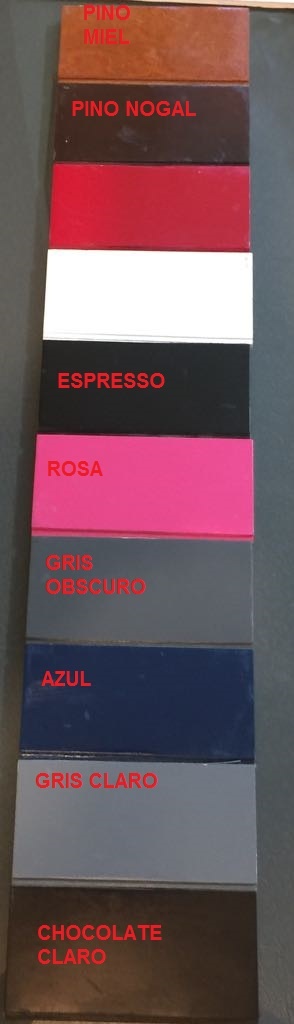 PINO
MIEL
PINO NOGAL
ESPRESSO
ROSA
GRIS
OBSCURO
AZUL
GRIS CLARO
CHOCOLATE
CLARO